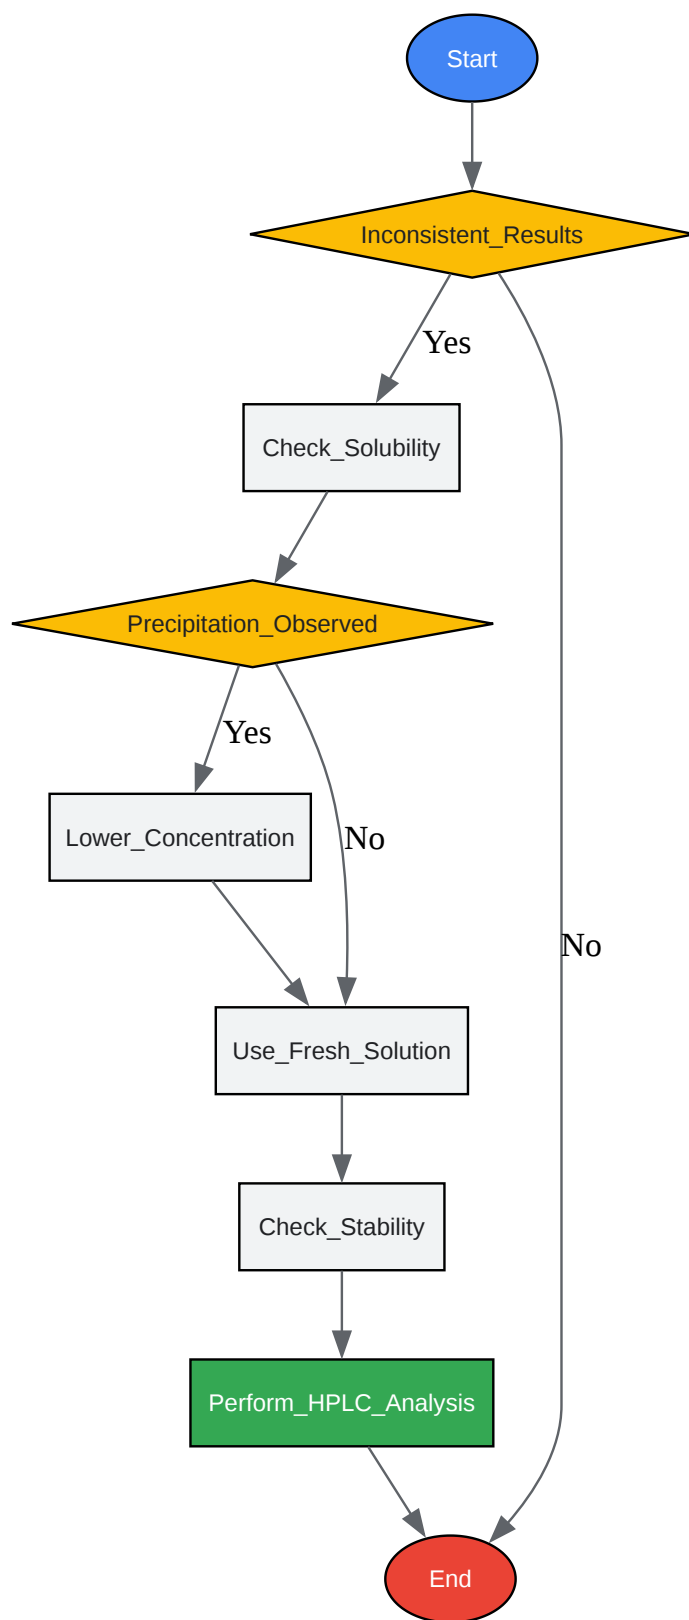 Start
Inconsistent_Results
Yes
Check_Solubility
Precipitation_Observed
Yes
Lower_Concentration
No
No
Use_Fresh_Solution
Check_Stability
Perform_HPLC_Analysis
End